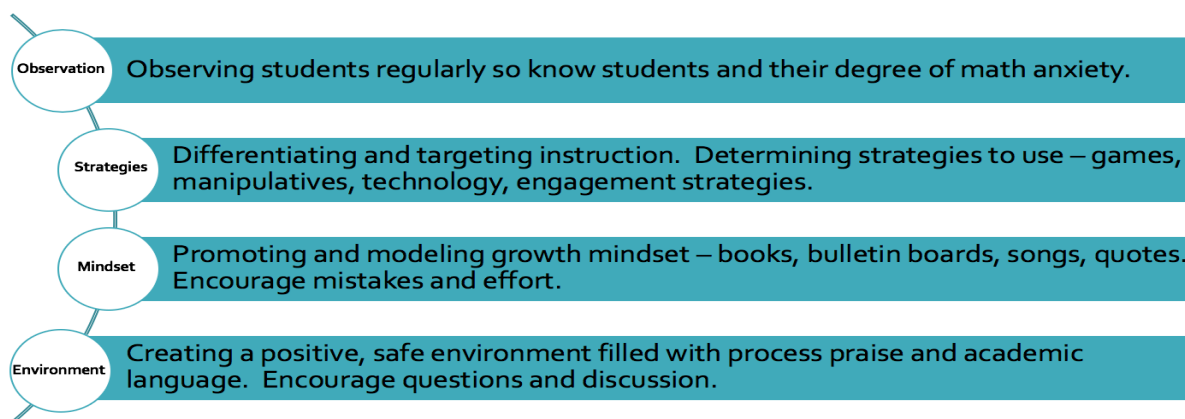 Observation
Observing students regularly so know students and their degree of math anxiety.
Strategies
Differentiating and targeting instruction.  Determining strategies to use – games,
manipulatives, technology, engagement strategies.
Mindset
Promoting and modeling growth mindset – books, bulletin boards, songs, quotes.
Encourage mistakes and effort.
Environment
Creating a positive, safe environment filled with process praise and academic
language.  Encourage questions and discussion.